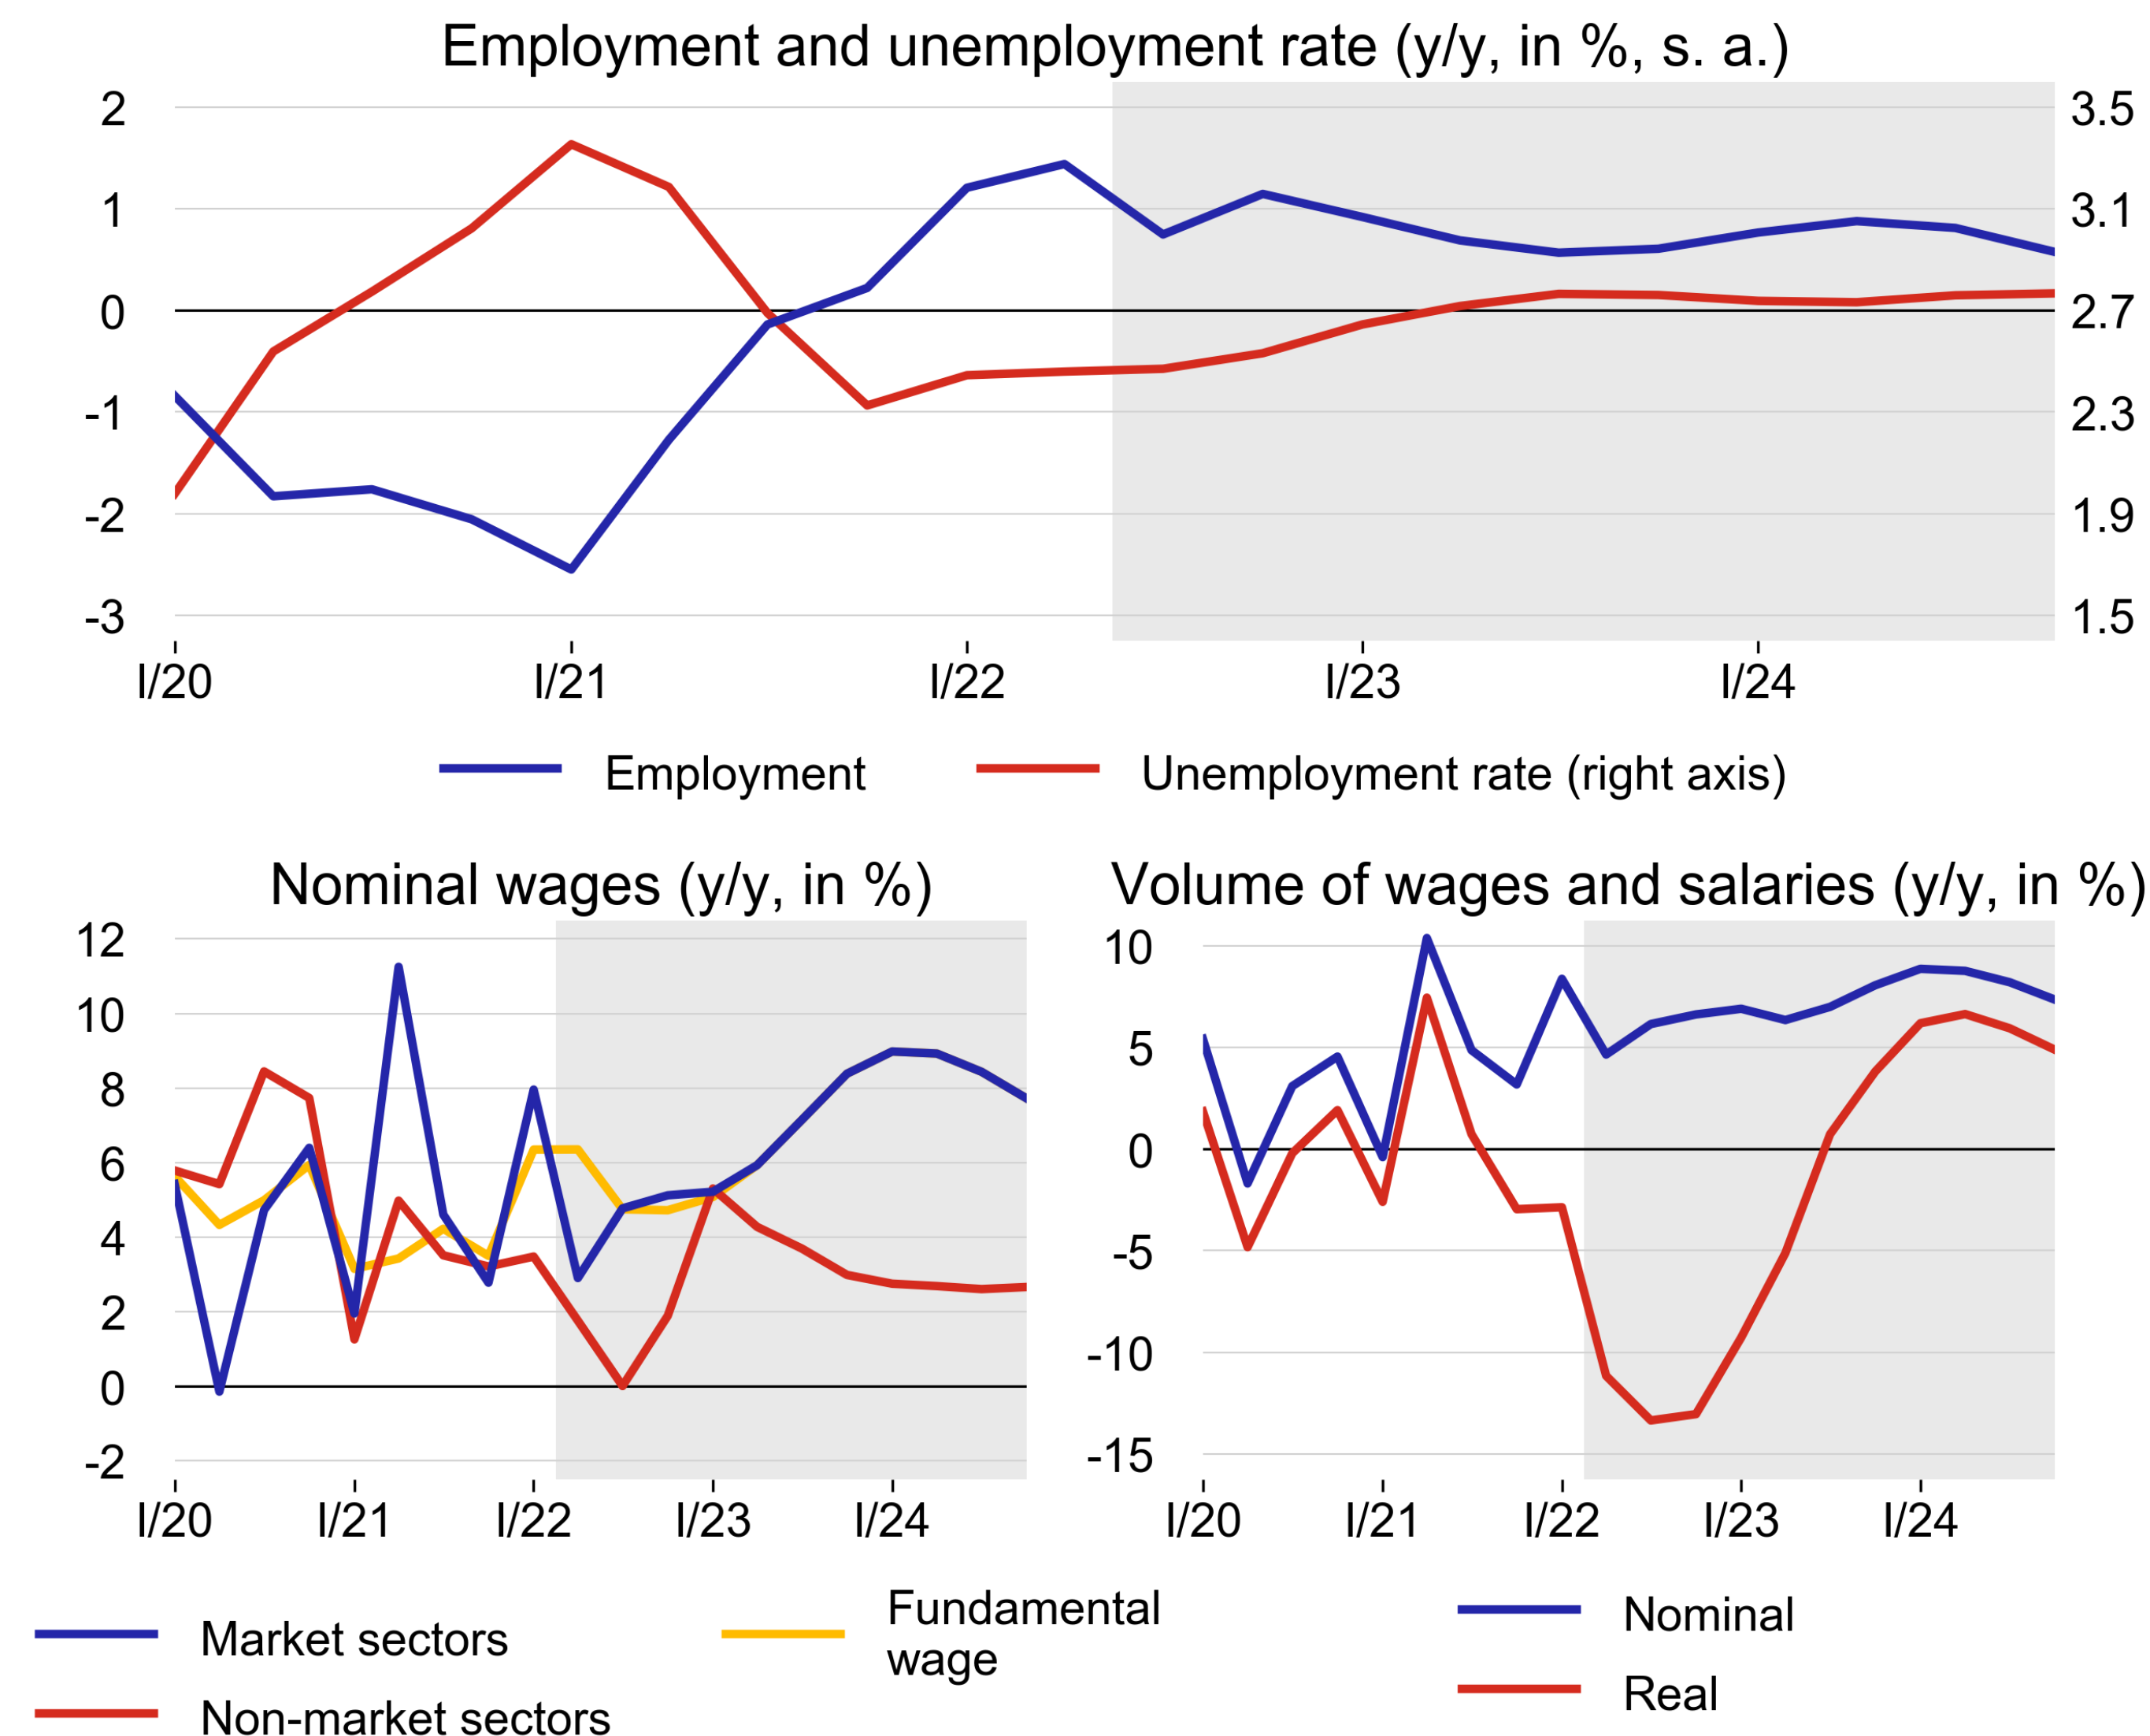 Employment and unemployment rate (y/y, in %, s. a.)
2
1
0
-1
-2
-3
3.5
3.1
2.7
2.3
1.9
1.5
I/20 I/21 I/22 I/23 I/24
Employment Unemployment rate (right axis)
Nominal wages (y/y, in %)
12
10
8
6
4
2
0
-2
I/20 I/21 I/22 I/23 I/24
Market sectors
Non-market sectors
Fundamental
wage
Volume of wages and salaries (y/y, in %)
10
5
0
-5
-10
-15
I/20 I/21 I/22 I/23 I/24
Nominal
Real